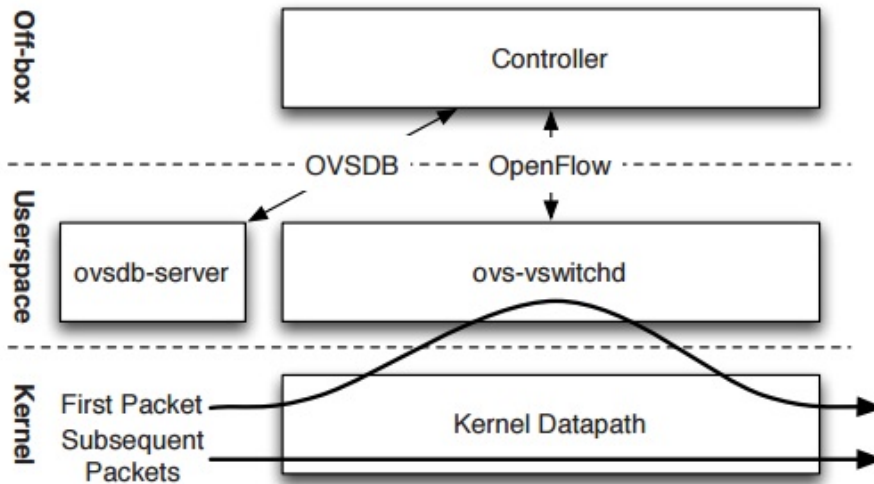 Off-box
Controller
OVSDB
OpenFlow
Userspace
ovsdb-server
ovs-vswitchd
Kernel
First Packet
Kernel Datapath
Subsequent
Packets